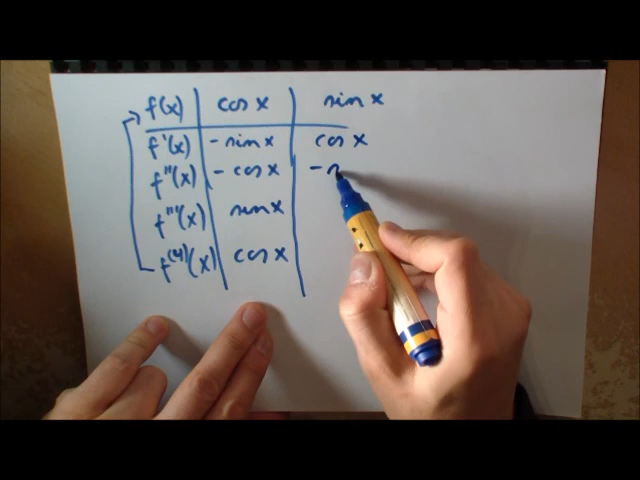 f(x) cos x sin x
f'(x) - sin x cos x
f''(x) - cos x -
f'''(x) sin x
f⁽⁴⁾(x) cos x